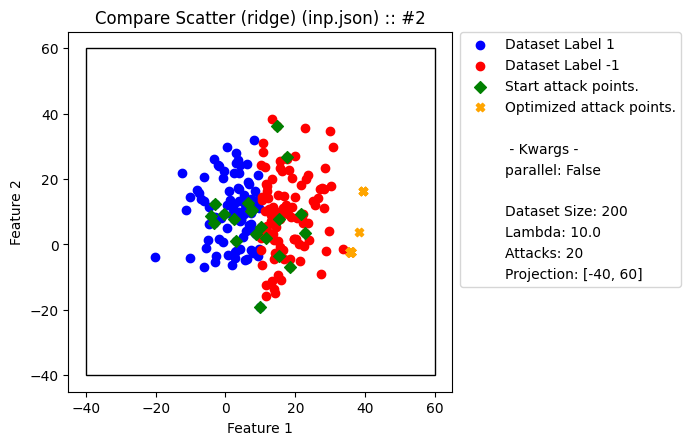 Compare Scatter (ridge) (inp.json) :: #2
Dataset Label 1
Dataset Label -1
Start attack points.
Optimized attack points.
- Kwargs -
parallel: False
Dataset Size: 200
Lambda: 10.0
Attacks: 20
Projection: [-40, 60]
Feature 2
60
40
20
0
−20
−40
−40
−20
0
20
40
60
Feature 1